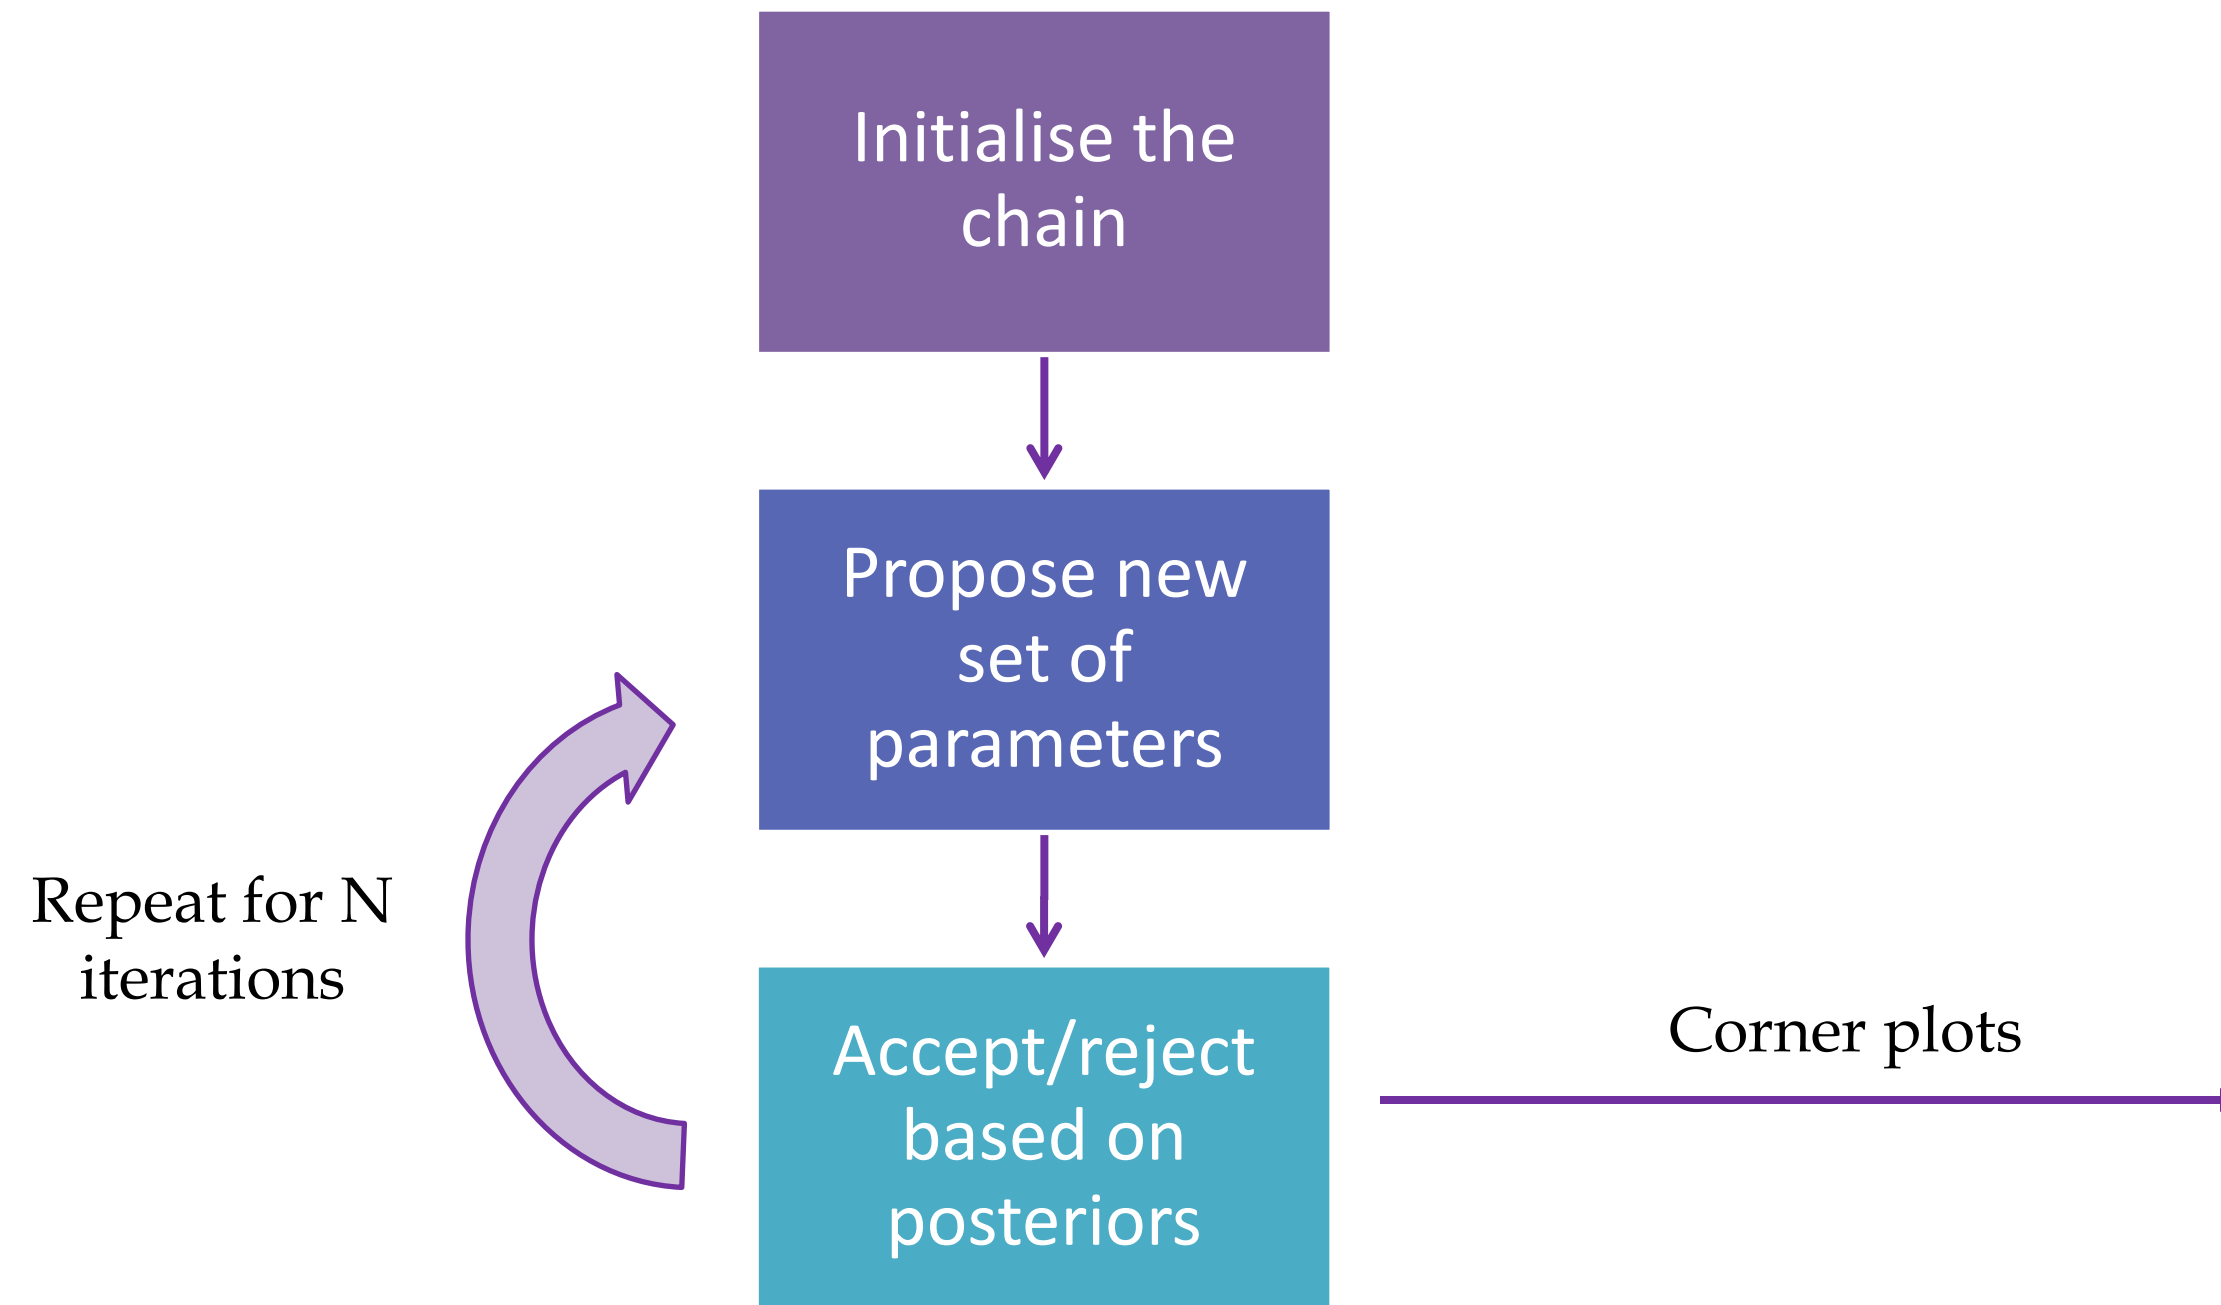 Initialise the
chain
Propose new
set of
parameters
Repeat for N
iterations
Accept/reject
based on
posteriors
Corner plots